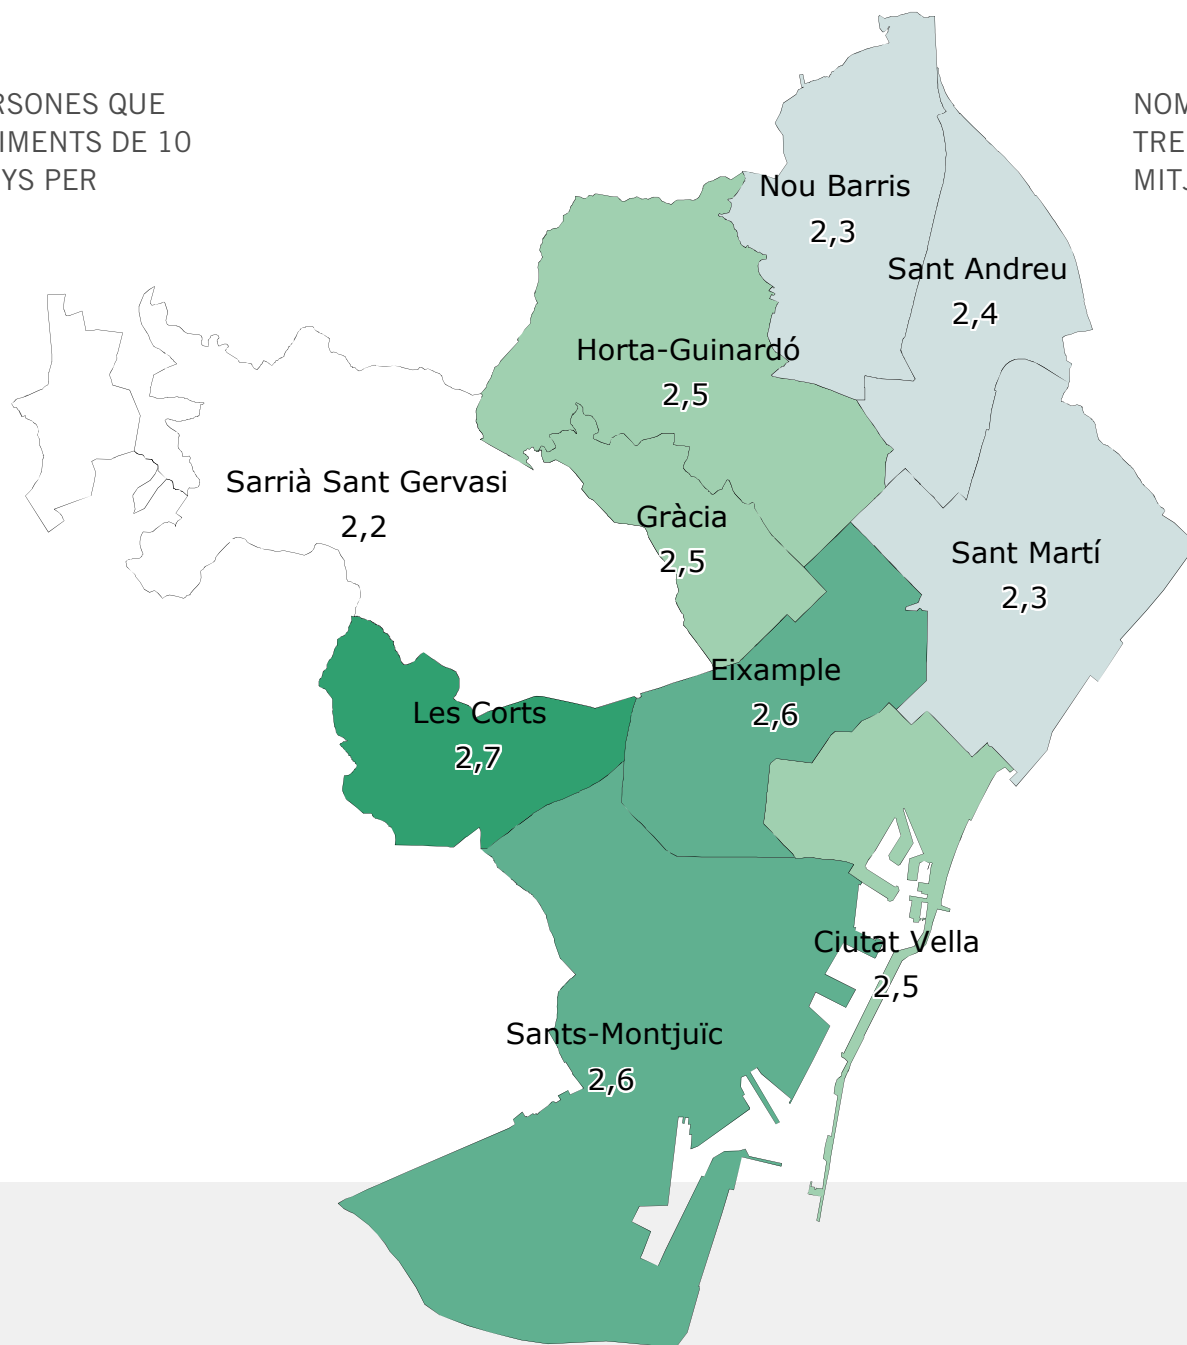 RSONES QUE
IMENTS DE 10
YS PER
NOM
TRE
MITJ
Nou Barris
2,3
Sant Andreu
2,4
Horta-Guinardó
2,5
Sarrià Sant Gervasi
2,2
Gràcia
2,5
Sant Martí
2,3
Eixample
2,6
Les Corts
2,7
Ciutat Vella
2,5
Sants-Montjuïc
2,6